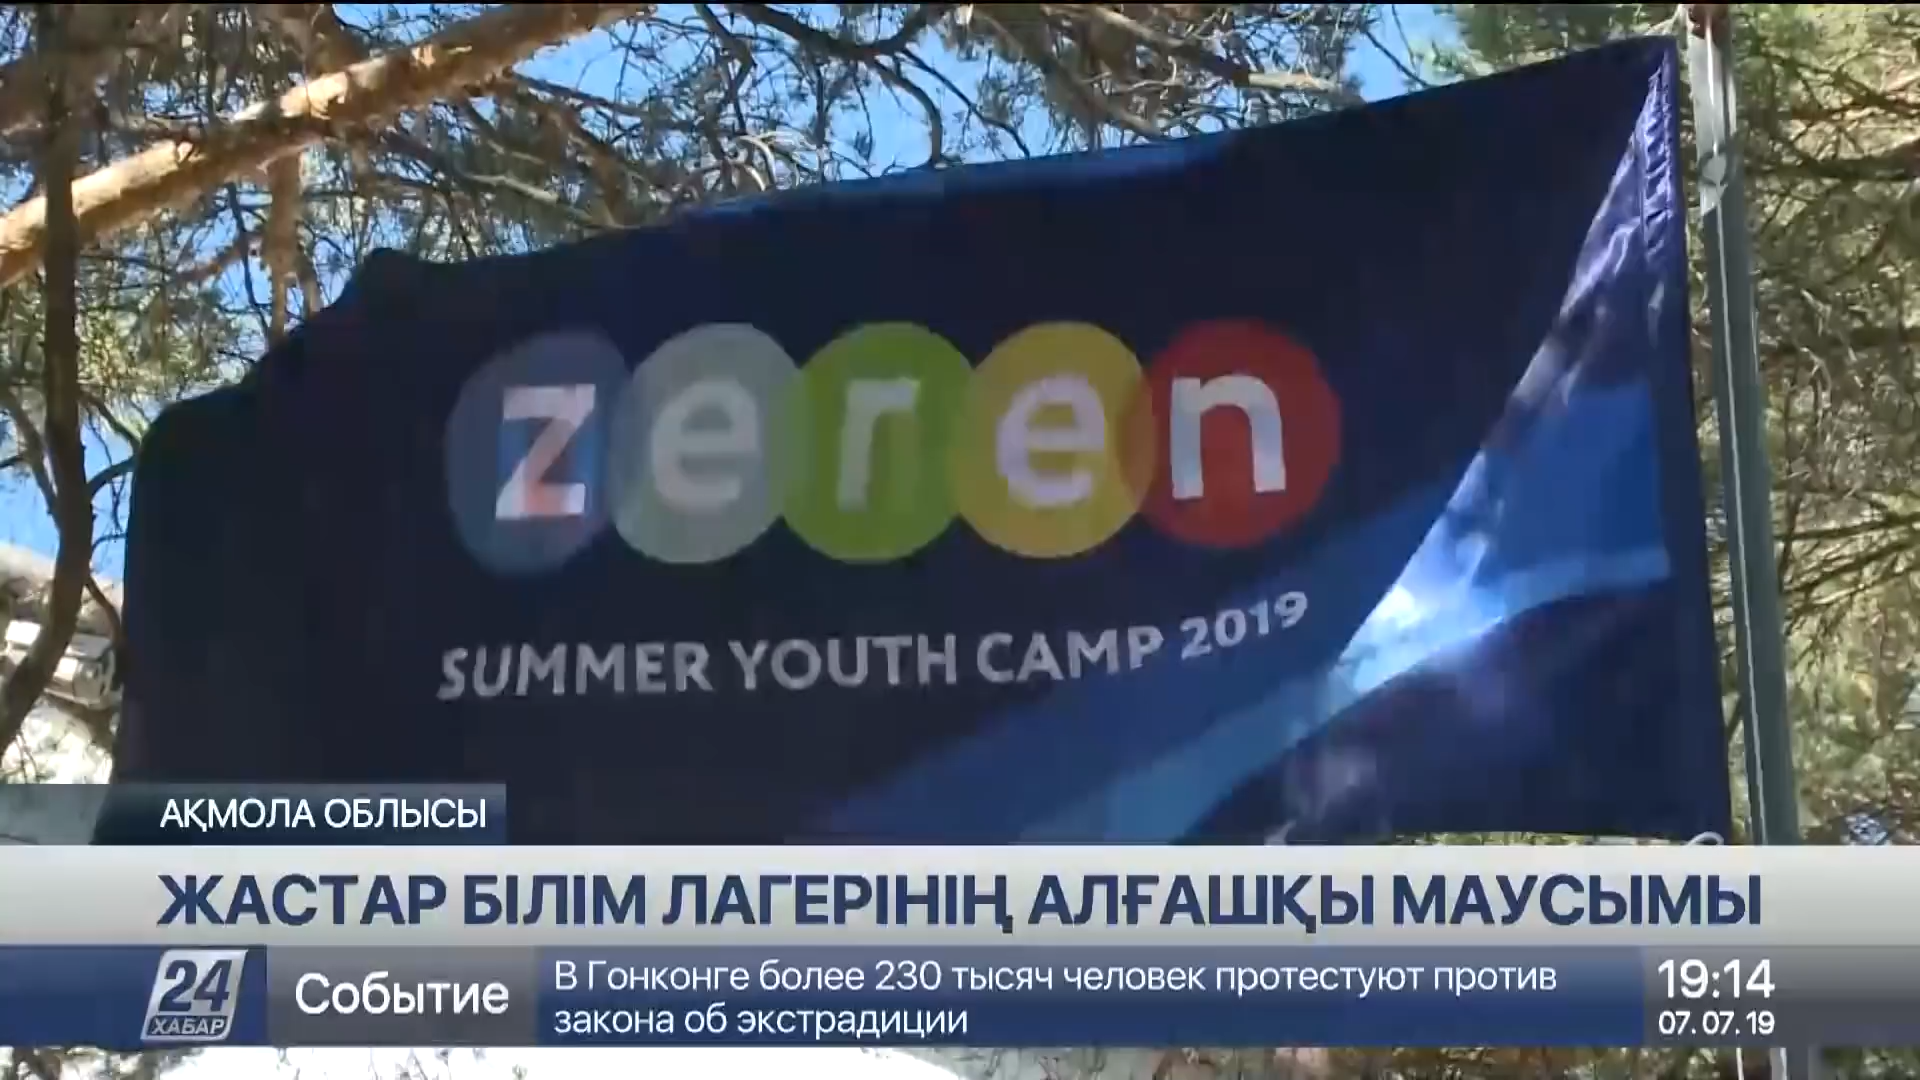 zeren
SUMMER YOUTH CAMP 2019
АҚМОЛА ОБЛЫСЫ
ЖАСТАР БІЛІМ ЛАГЕРІНІҢ АЛҒАШҚЫ МАУСЫМЫ
24
ХАБАР
Событие
В Гонконге более 230 тысяч человек протестуют против
закона об экстрадиции
19:14
07.07.19